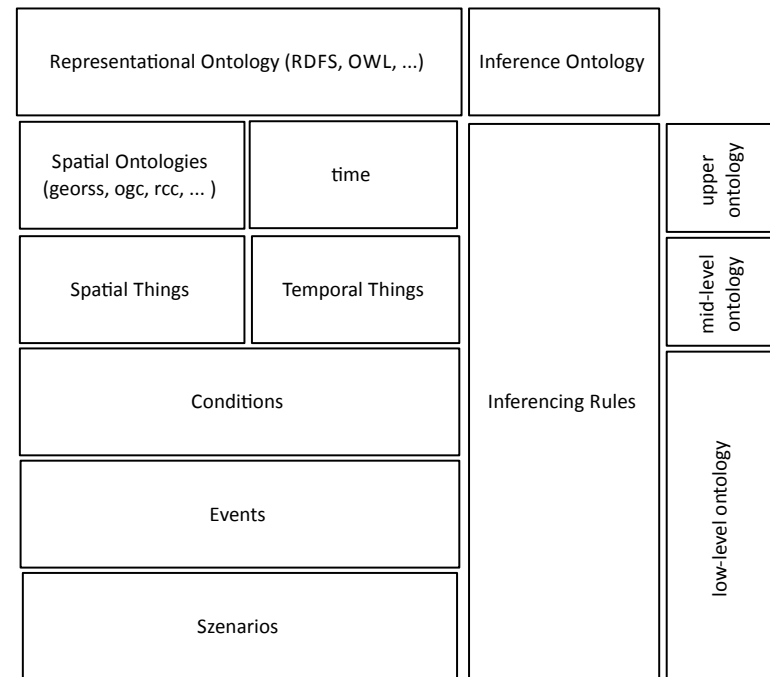 Representational Ontology (RDFS, OWL, ...)
Inference Ontology
Spatial Ontologies
(georss, ogc, rcc, ... )
time
upper
ontology
Spatial Things
Temporal Things
mid-level
ontology
Conditions
Inferencing Rules
Events
low-level ontology
Szenarios